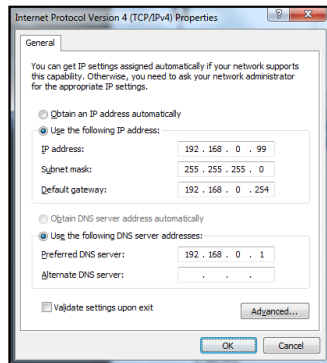 Internet Protocol Version 4 (TCP/IPv4) Properties
General
You can get IP settings assigned automatically if your network supports
this capability. Otherwise, you need to ask your network administrator
for the appropriate IP settings.
Obtain an IP address automatically
Use the following IP address:
IP address: 192 . 168 . 0 . 99
Subnet mask: 255 . 255 . 255 . 0
Default gateway: 192 . 168 . 0 . 254
Obtain DNS server address automatically
Use the following DNS server addresses:
Preferred DNS server: 192 . 168 . 0 . 1
Alternate DNS server: . . .
Validate settings upon exit
Advanced...
OK Cancel